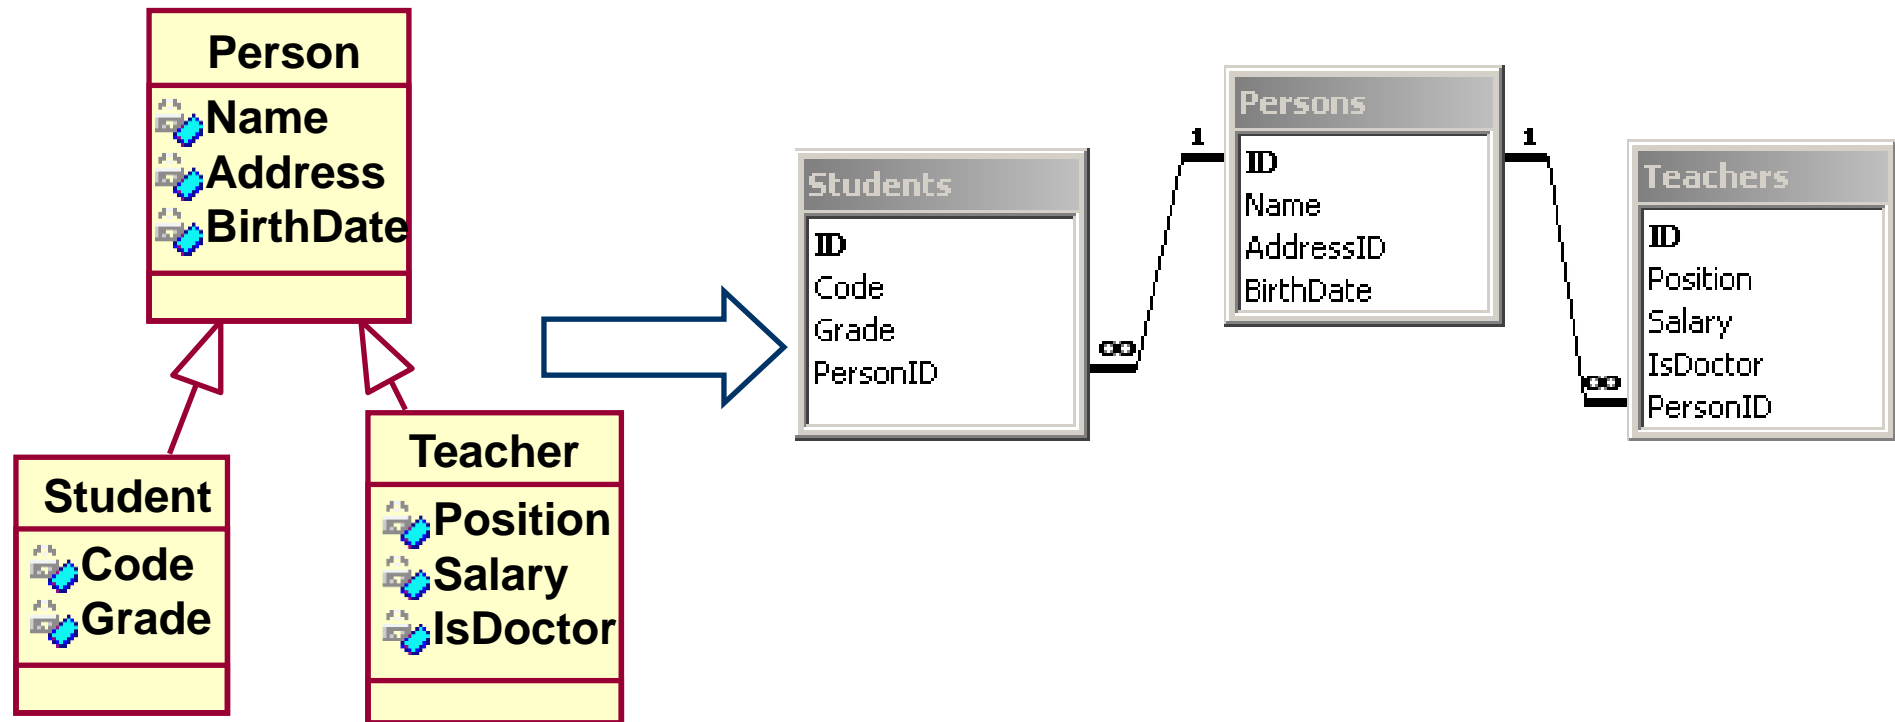 Person
Name
Address
BirthDate
Student
Code
Grade
Teacher
Position
Salary
IsDoctor
Students
ID
Code
Grade
PersonID
1
∞
Persons
ID
Name
AddressID
BirthDate
1
∞
Teachers
ID
Position
Salary
IsDoctor
PersonID